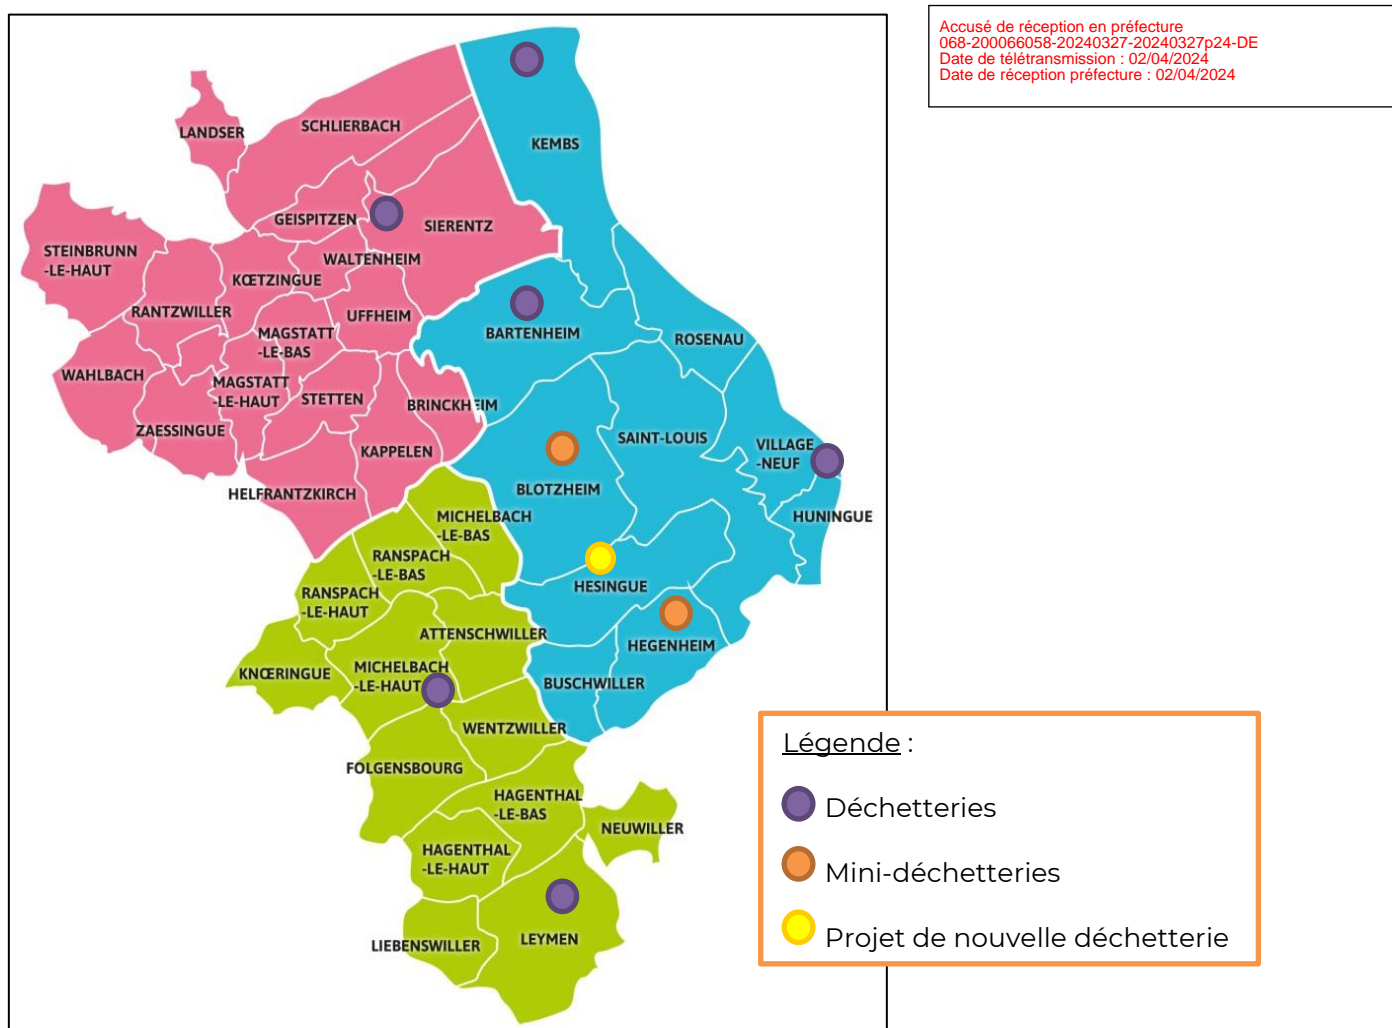 Accusé de réception en préfecture
068-200066058-20240327-20240327p24-DE
Date de télétransmission : 02/04/2024
Date de réception préfecture : 02/04/2024
LANDSER
SCHLIERBACH
KEMBS
GEISPITZEN
SIERENTZ
STEINBRUNN
-LE-HAUT
WALTENHEIM
KŒTZINGUE
RANTZWILLER
UFFHEIM
MAGSTATT
-LE-BAS
BARTENHEIM
ROSENAU
WAHLBACH
MAGSTATT
-LE-HAUT
STETTEN
BRINCKHEIM
ZAESSINGUE
KAPPELEN
SAINT-LOUIS
VILLAGE
-NEUF
HELFRANTZKIRCH
BLOTZHEIM
HUNINGUE
MICHELBACH
-LE-BAS
RANSPACH
-LE-BAS
RANSPACH
-LE-HAUT
HESINGUE
ATTENSCHWILLER
HEGENHEIM
KNŒRINGUE
MICHELBACH
-LE-HAUT
BUSCHWILLER
WENTZWILLER
FOLGENSBOURG
HAGENTHAL
-LE-BAS
NEUWILLER
HAGENTHAL
-LE-HAUT
LIEBENSWILLER
LEYMEN
Légende :
Déchetteries
Mini-déchetteries
Projet de nouvelle déchetterie